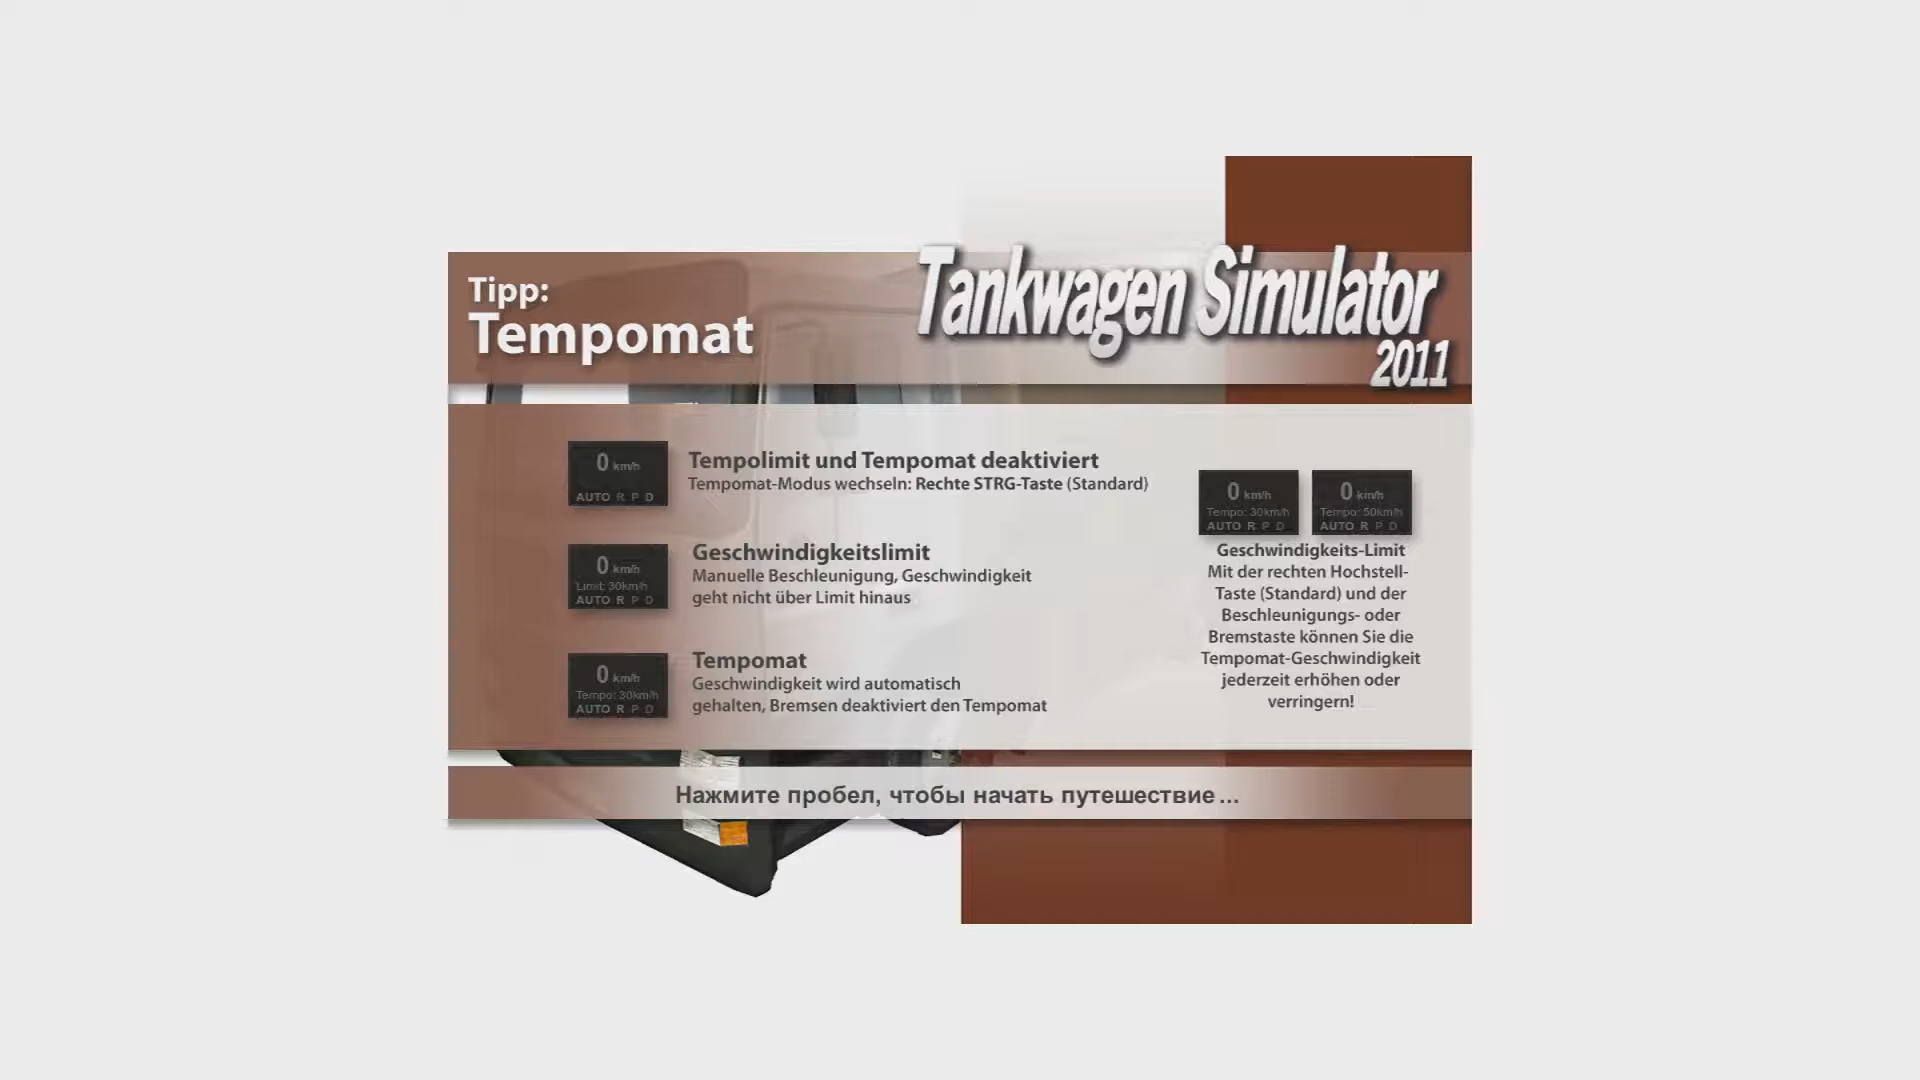 Tipp:
Tempomat
Tankwagen Simulator
2011
0 km/h
AUTO R P D
Tempolimit und Tempomat deaktiviert
Tempomat-Modus wechseln: Rechte STRG-Taste (Standard)
0 km/h
Limit: 30km/h
AUTO R P D
Geschwindigkeitslimit
Manuelle Beschleunigung, Geschwindigkeit
geht nicht über Limit hinaus
0 km/h
Tempo: 30km/h
AUTO R P D
Tempomat
Geschwindigkeit wird automatisch
gehalten, Bremsen deaktiviert den Tempomat
0 km/h
Tempo: 30km/h
AUTO R P D
0 km/h
Tempo: 50km/h
AUTO R P D
Geschwindigkeits-Limit
Mit der rechten Hochstell-
Taste (Standard) und der
Beschleunigungs- oder
Bremstaste können Sie die
Tempomat-Geschwindigkeit
jederzeit erhöhen oder
verringern!
Нажмите пробел, чтобы начать путешествие...